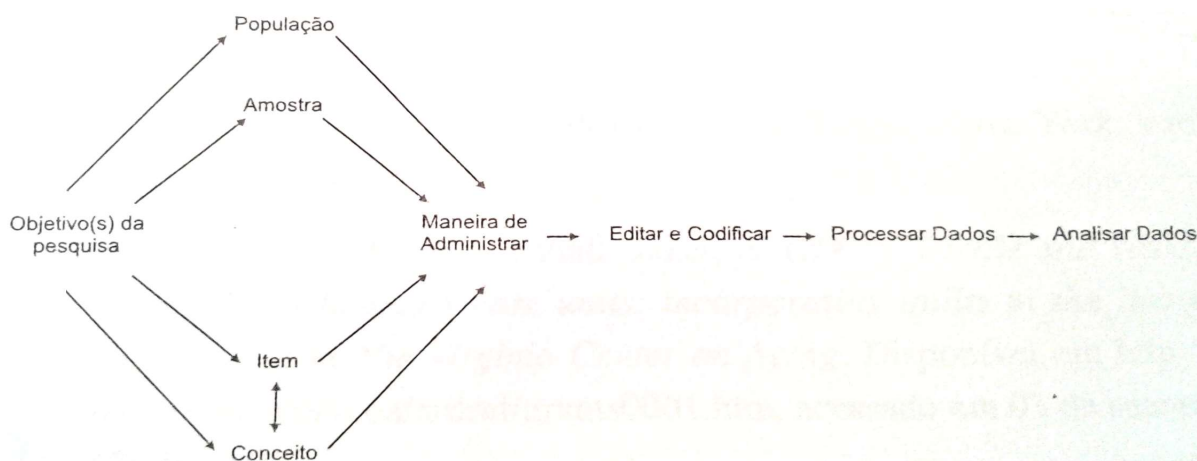 População
Amostra
Objetivo(s) da
pesquisa
Maneira de
Administrar
Editar e Codificar
Processar Dados
Analisar Dados
Item
Conceito